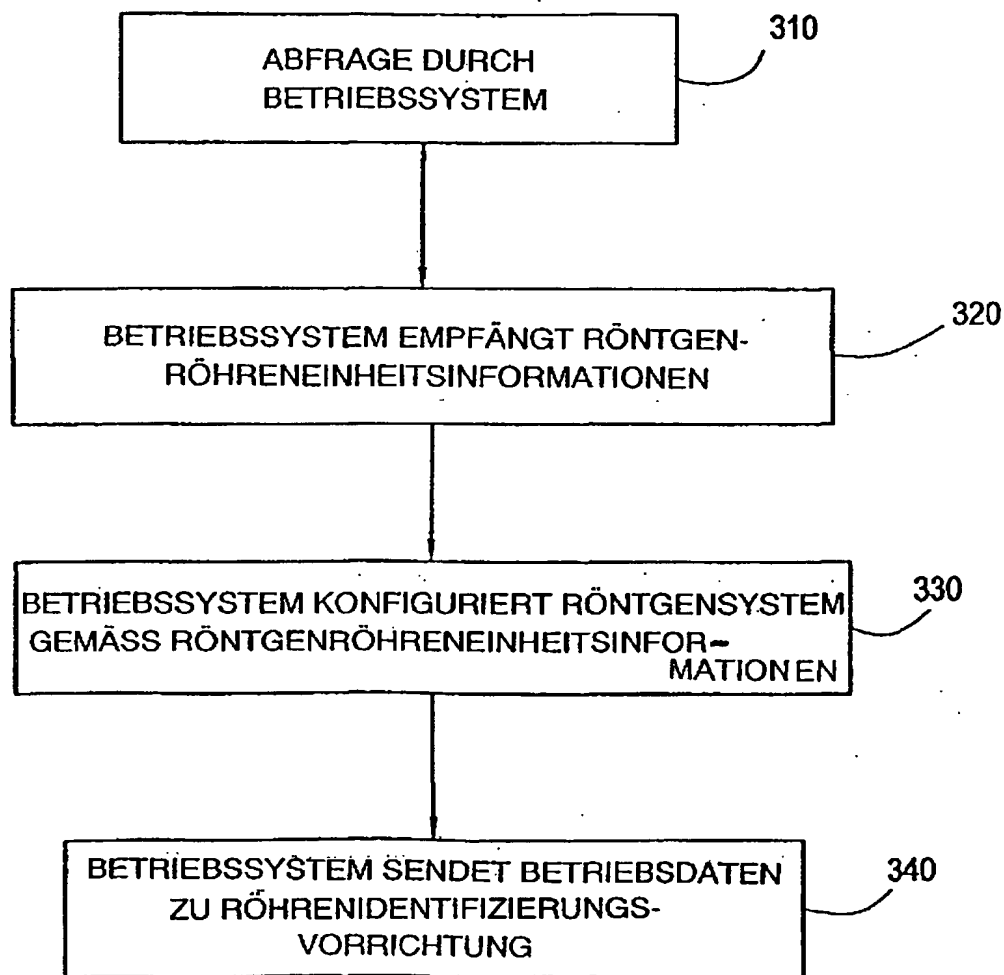 310
ABFRAGE DURCH
BETRIEBSSYSTEM
320
BETRIEBSSYSTEM EMPFÄNGT RÖNTGEN-
RÖHRENEINHEITSINFORMATIONEN
330
BETRIEBSSYSTEM KONFIGURIERT RÖNTGENSYSTEM
GEMÄSS RÖNTGENRÖHRENEINHEITSINFOR-
MATIONEN
340
BETRIEBSSYSTEM SENDET BETRIEBSDATEN
ZU RÖHRENIDENTIFIZIERUNGS-
VORRICHTUNG